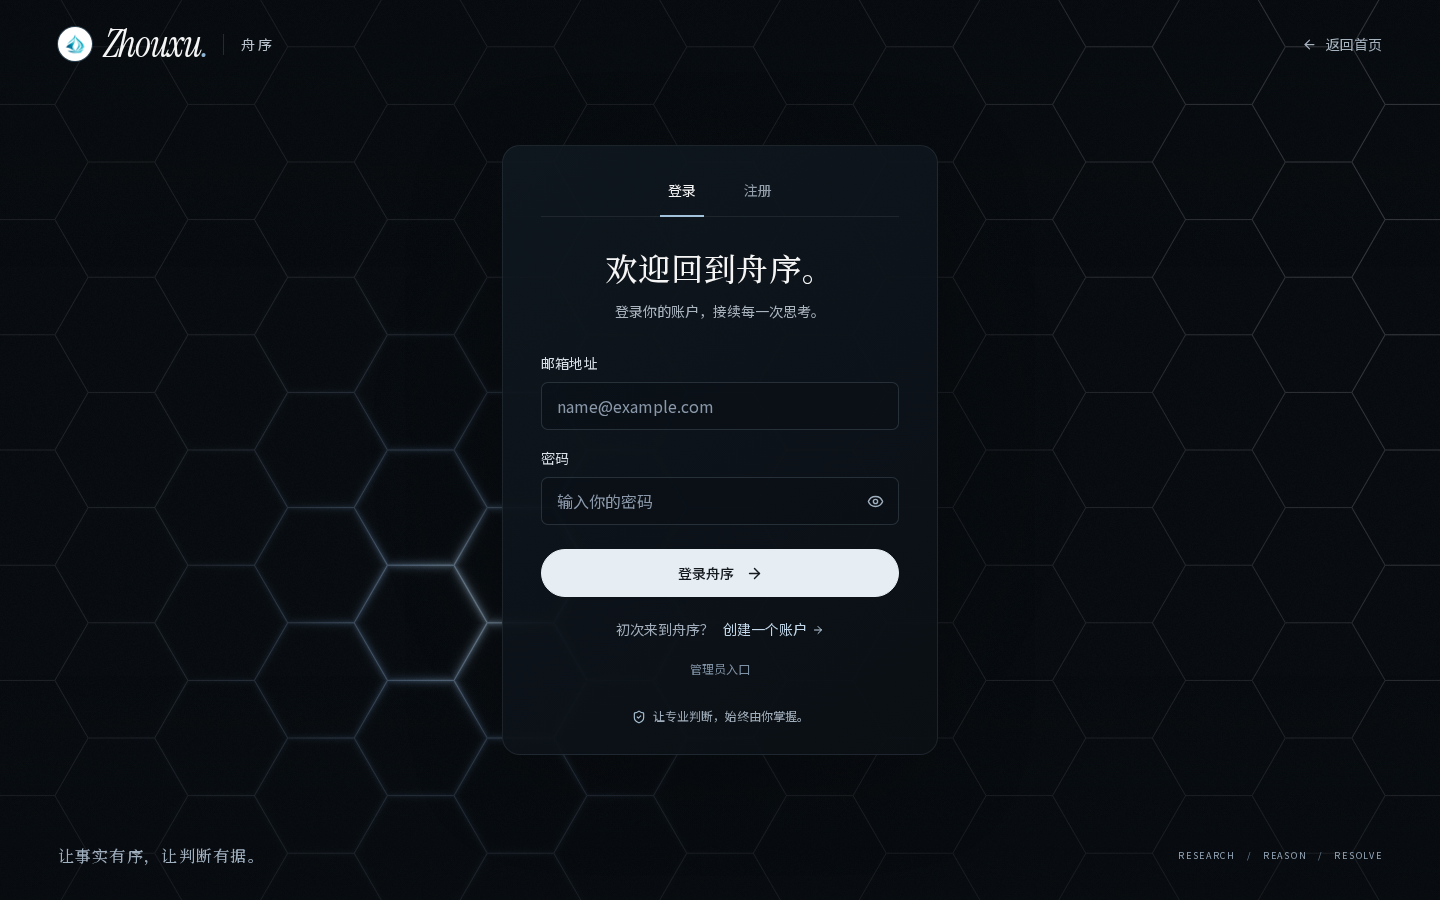 Zhouxu. 舟序
返回首页
登录 注册
欢迎回到舟序。
登录你的账户，接续每一次思考。
邮箱地址
name@example.com
密码
输入你的密码
登录舟序
初次来到舟序？ 创建一个账户
管理员入口
让专业判断，始终由你掌握。
让事实有序，让判断有据。
RESEARCH / REASON / RESOLVE